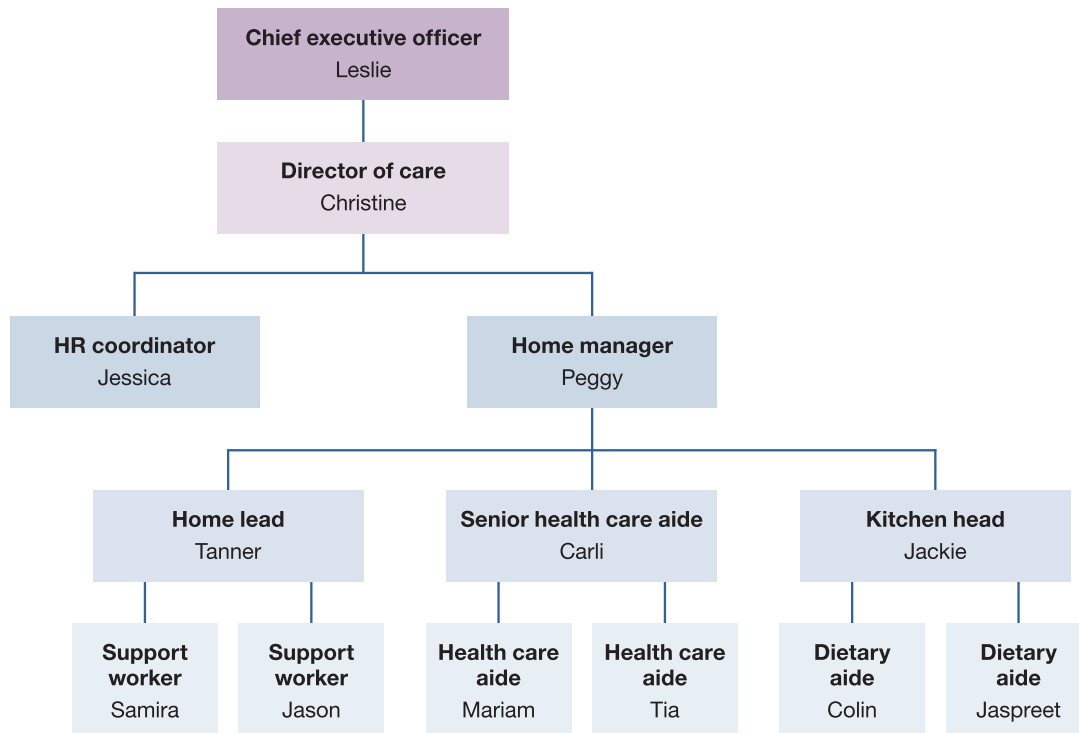 Chief executive officer
Leslie
Director of care
Christine
HR coordinator
Jessica
Home manager
Peggy
Home lead
Tanner
Senior health care aide
Carli
Kitchen head
Jackie
Support
worker
Samira
Support
worker
Jason
Health care
aide
Mariam
Health care
aide
Tia
Dietary
aide
Colin
Dietary
aide
Jaspreet